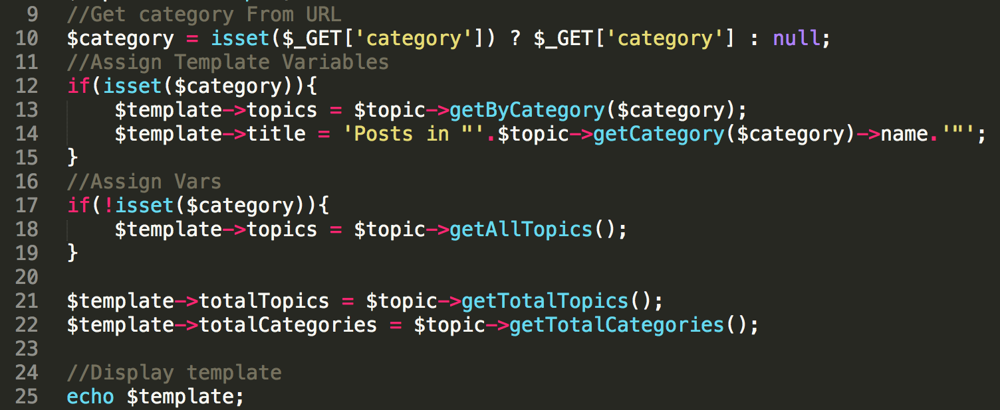 9 //Get category From URL
10 $category = isset($_GET['category']) ? $_GET['category'] : null;
11 //Assign Template Variables
12 if(isset($category)){
13 $template->topics = $topic->getByCategory($category);
14 $template->title = 'Posts in "'.$topic->getCategory($category)->name.'"';
15 }
16 //Assign Vars
17 if(!isset($category)){
18 $template->topics = $topic->getAllTopics();
19 }
20
21 $template->totalTopics = $topic->getTotalTopics();
22 $template->totalCategories = $topic->getTotalCategories();
23
24 //Display template
25 echo $template;